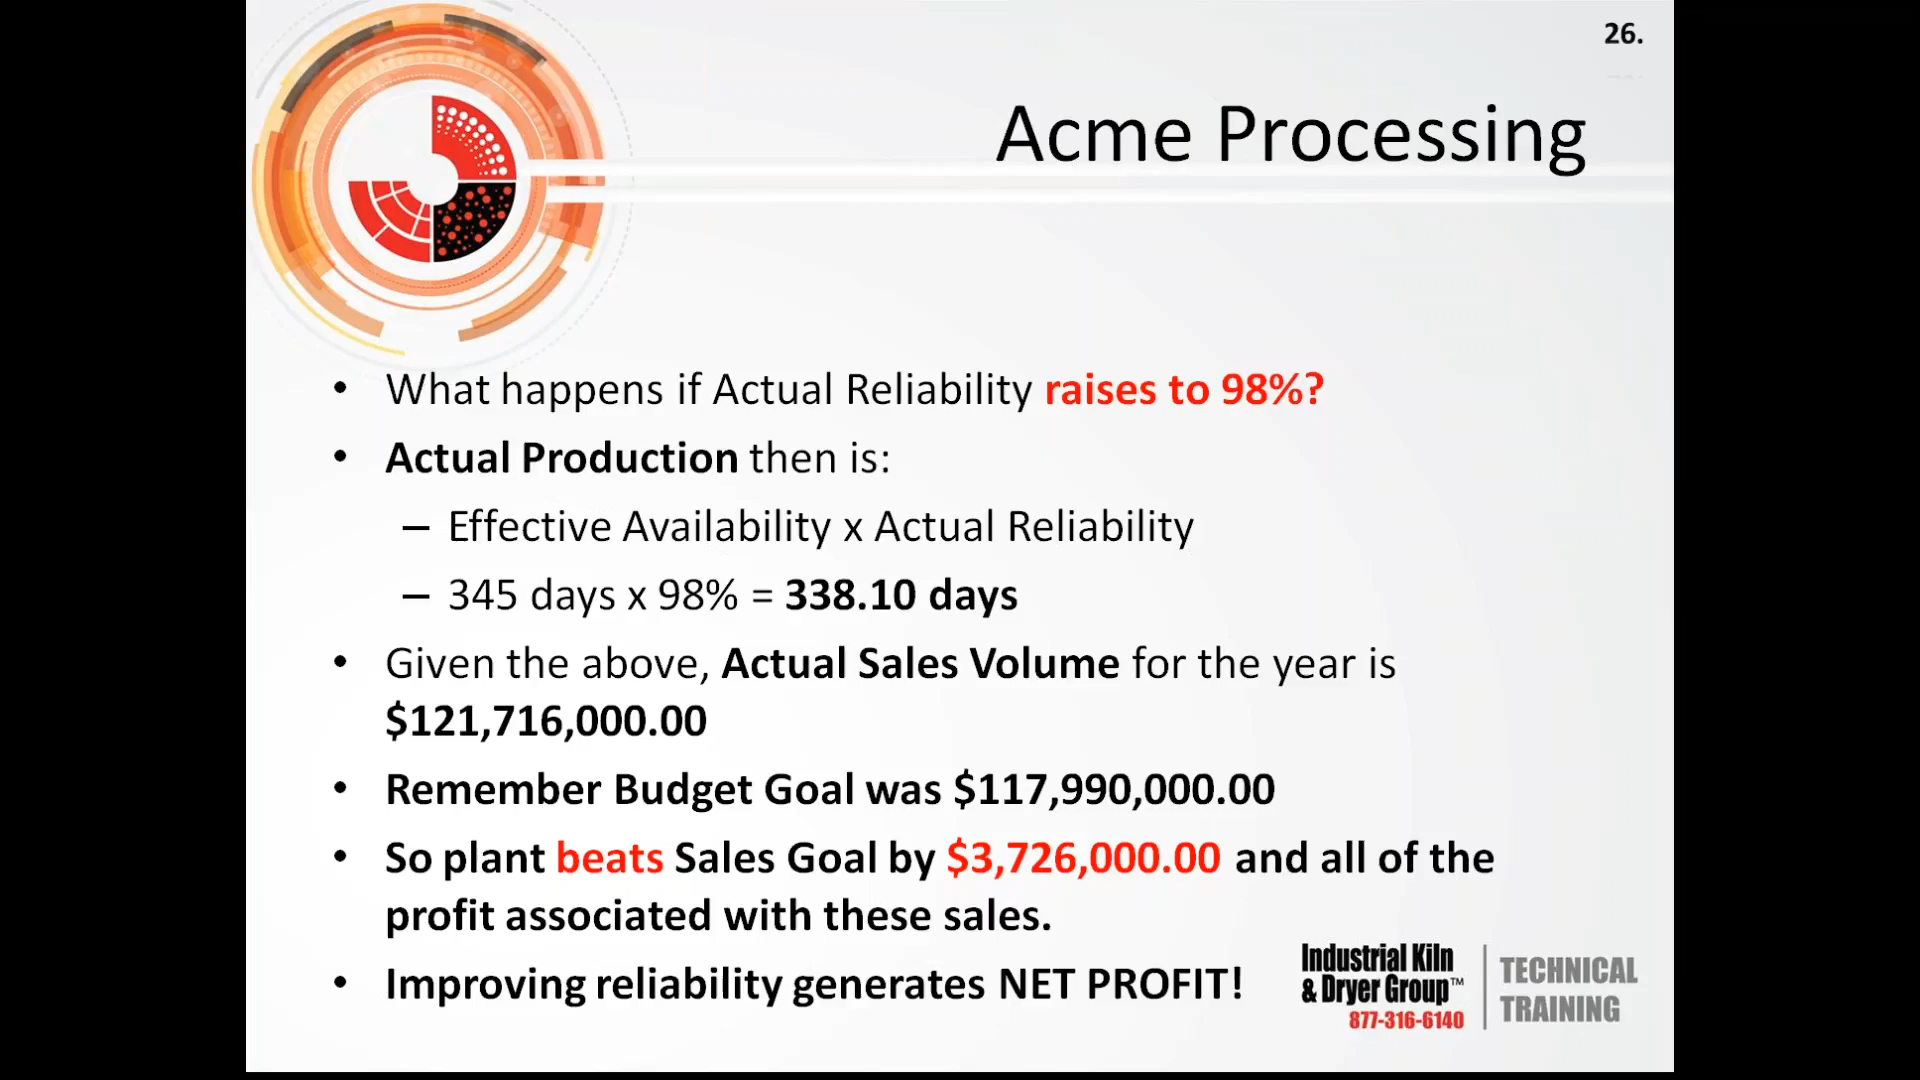 26.
Acme Processing
• What happens if Actual Reliability raises to 98%?
• Actual Production then is:
– Effective Availability x Actual Reliability
– 345 days x 98% = 338.10 days
• Given the above, Actual Sales Volume for the year is
$121,716,000.00
• Remember Budget Goal was $117,990,000.00
• So plant beats Sales Goal by $3,726,000.00 and all of the
profit associated with these sales.
• Improving reliability generates NET PROFIT!
Industrial Kiln
& Dryer Group™
877-316-6140
TECHNICAL
TRAINING